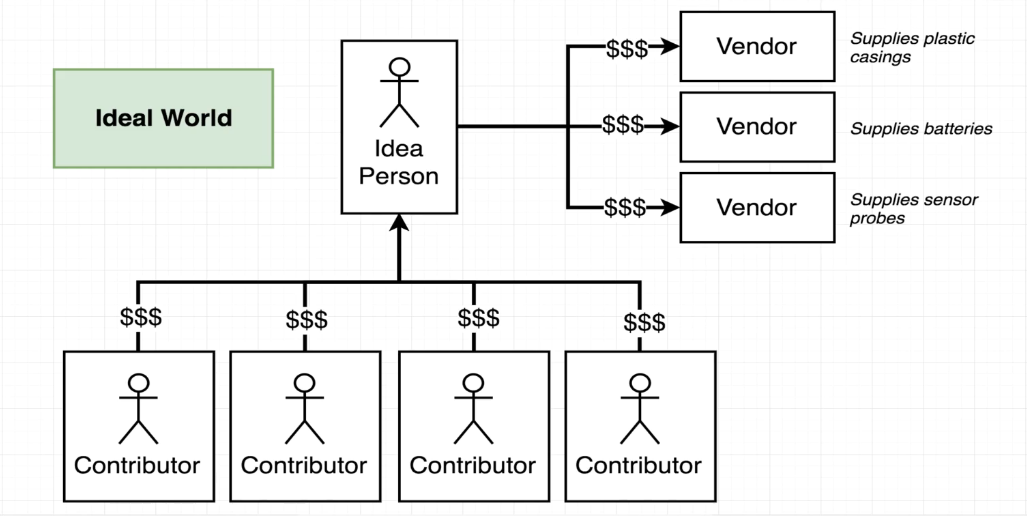 Ideal World
Idea
Person
$$$
Vendor
Supplies plastic
casings
$$$
Vendor
Supplies batteries
$$$
Vendor
Supplies sensor
probes
$$$
$$$
$$$
$$$
Contributor
Contributor
Contributor
Contributor